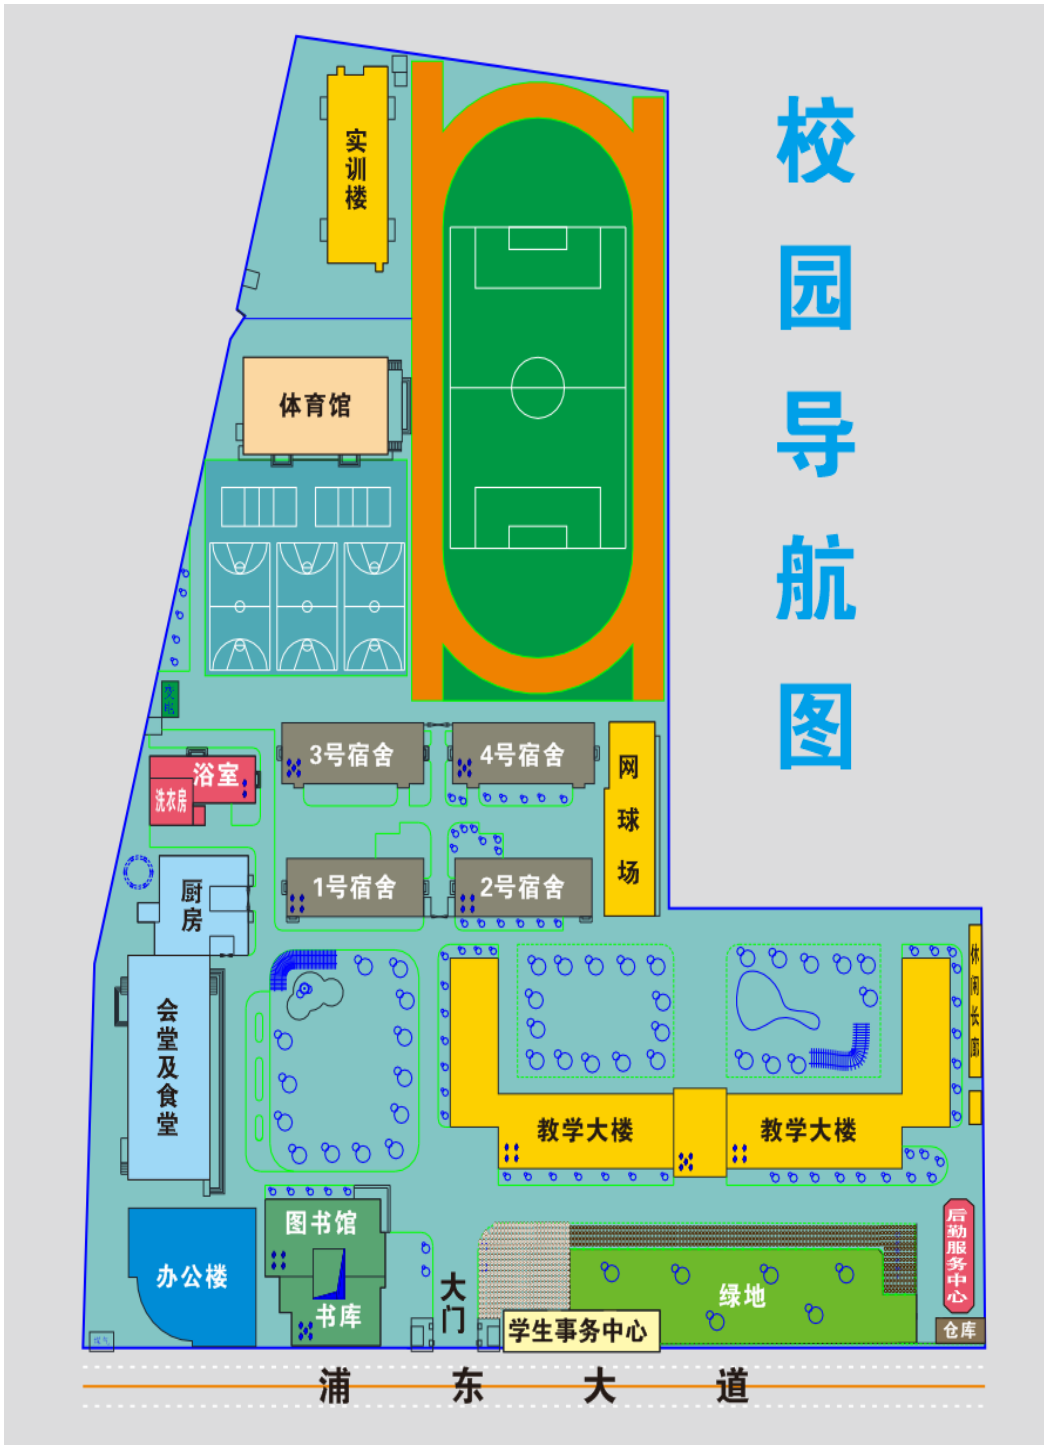 校园导航图
实训楼
体育馆
3号宿舍
4号宿舍
网球场
浴室
洗衣房
1号宿舍
2号宿舍
厨房
会堂及食堂
休闲长廊
教学大楼
教学大楼
图书馆
办公楼
书库
大门
学生事务中心
绿地
后勤服务中心
仓库
浦东大道